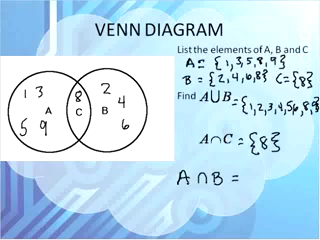 VENN DIAGRAM
List the elements of A, B and C
A = {1,3,5,8,9}
B = {2,4,6,8} C={8}
Find A∪B={1,2,3,4,5,6,8,9}
A∩C={8}
A∩B=
1 3 8 2
4
A C B
5 9 6